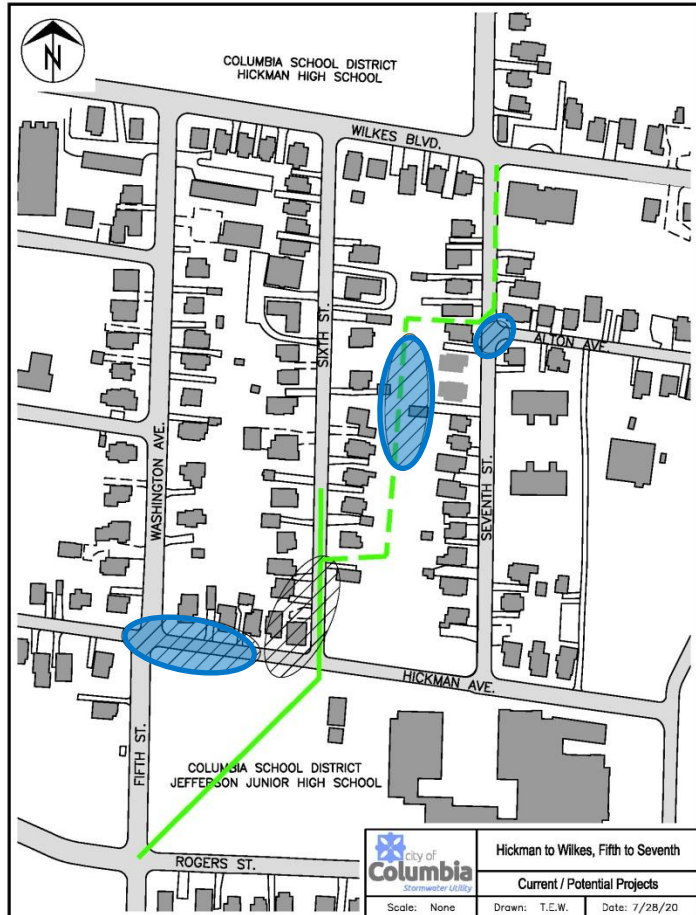 N
COLUMBIA SCHOOL DISTRICT
HICKMAN HIGH SCHOOL
WILKES BLVD.
SIXTH ST.
ALTON AVE.
WASHINGTON AVE.
SEVENTH ST.
HICKMAN AVE.
FIFTH ST.
COLUMBIA SCHOOL DISTRICT
JEFFERSON JUNIOR HIGH SCHOOL
ROGERS ST.
city of
Columbia
Stormwater Utility
Hickman to Wilkes, Fifth to Seventh
Current / Potential Projects
Scale: None
Drawn: T.E.W.
Date: 7/28/20